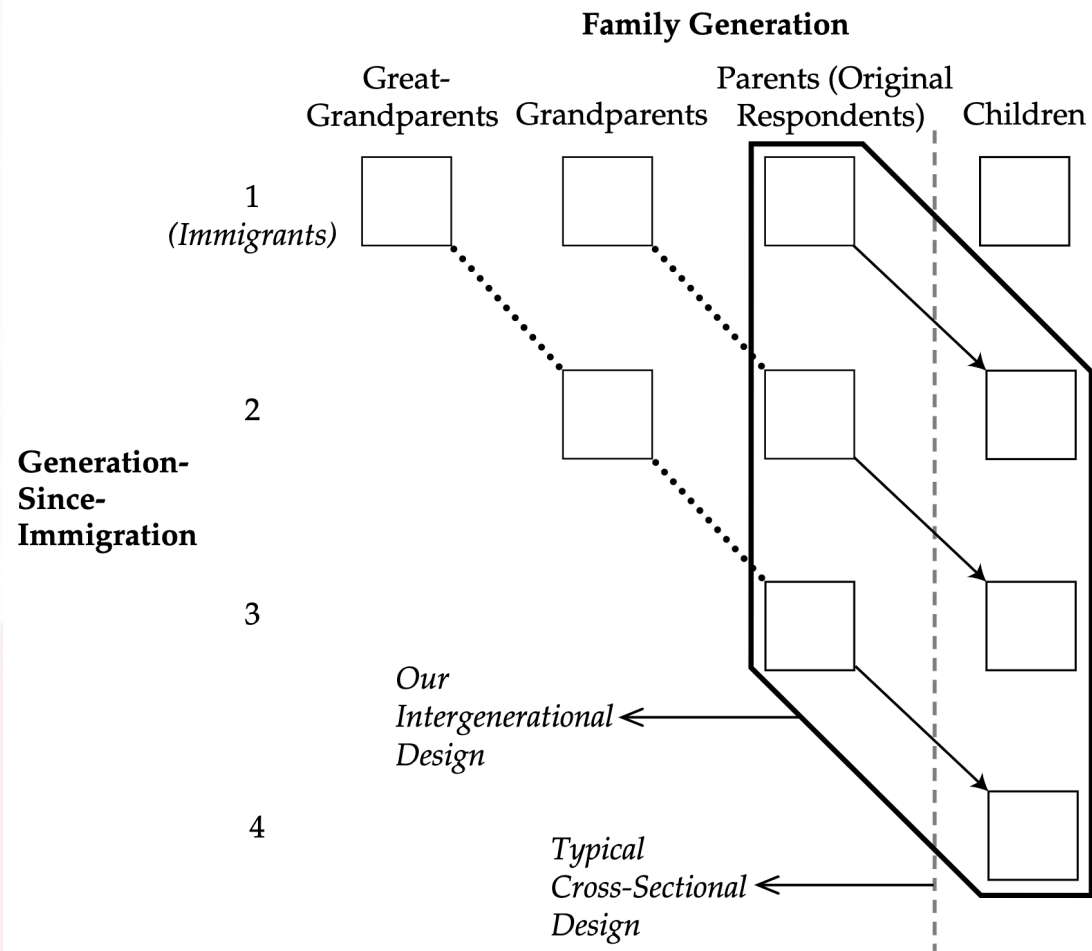 Family Generation
Great-
Grandparents
Grandparents
Parents (Original
Respondents)
Children
1
(Immigrants)
2
Generation-
Since-
Immigration
3
Our
Intergenerational
Design
4
Typical
Cross-Sectional
Design